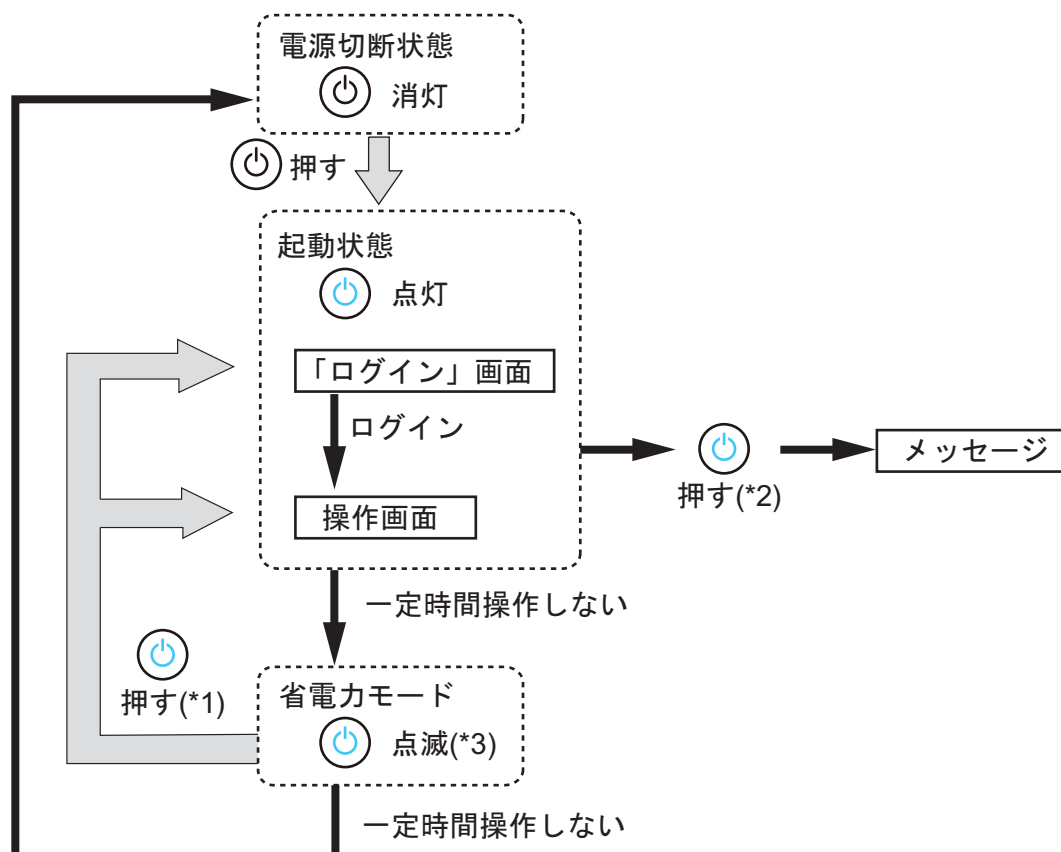 電源切断状態
消灯
押す
起動状態
点灯
「ログイン」画面
ログイン
操作画面
押す(*2)
メッセージ
一定時間操作しない
押す(*1)
省電力モード
点滅(*3)
一定時間操作しない